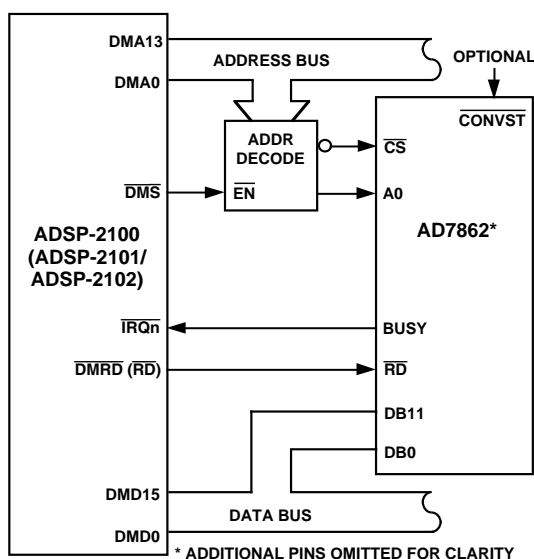 DMA13
ADDRESS BUS
OPTIONAL
DMA0
CONVST
ADDR
DECODE
CS
DMS
EN
A0
ADSP-2100
(ADSP-2101/
ADSP-2102)
AD7862*
IRQn
BUSY
DMRD (RD)
RD
DB11
DB0
DMD15
DATA BUS
DMD0
* ADDITIONAL PINS OMITTED FOR CLARITY